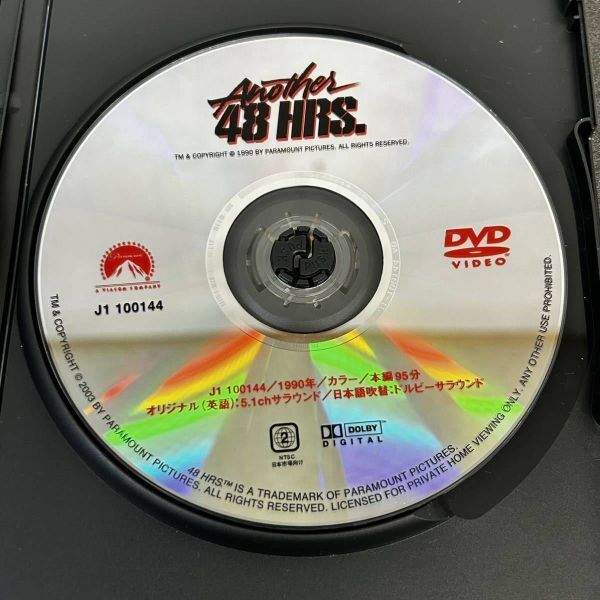 Another
48 HRS.
TM & COPYRIGHT © 1990 BY PARAMOUNT PICTURES. ALL RIGHTS RESERVED.
Paramount
A VIACOM COMPANY
J1 100144
DVD
VIDEO
J1 100144/1990年/カラー/本編95分
オリジナル(英語):5.1chサラウンド/日本語吹替:ドルビーサラウンド
2
NTSC
日本市場向け
DOLBY
DIGITAL
TM & COPYRIGHT © 2003 BY PARAMOUNT PICTURES. ALL RIGHTS RESERVED. LICENSED FOR PRIVATE HOME VIEWING ONLY. ANY OTHER USE PROHIBITED.
48 HRS™ IS A TRADEMARK OF PARAMOUNT PICTURES.